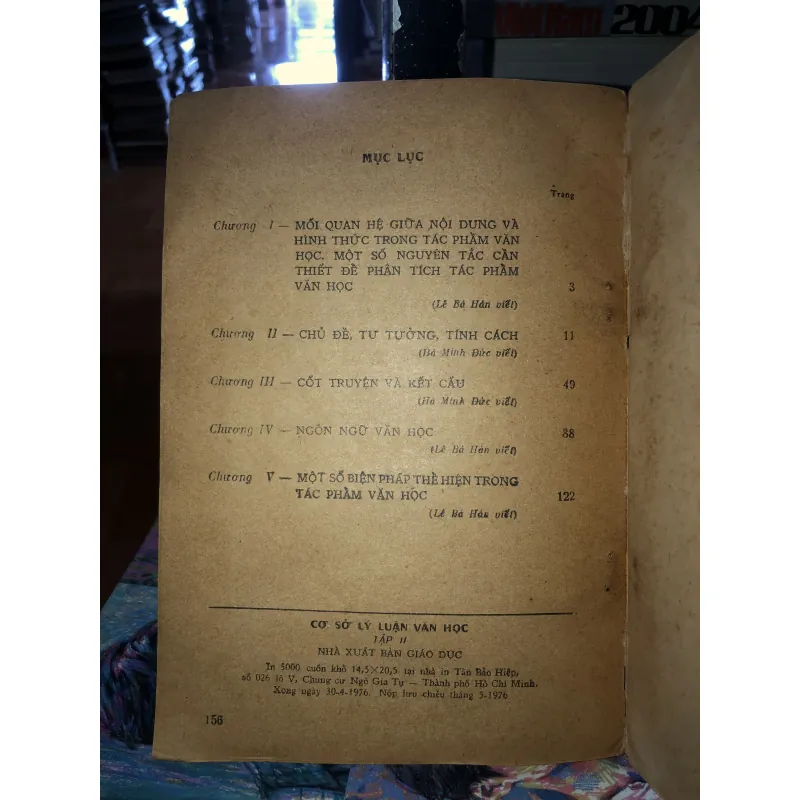 2004
MỤC LỤC
Trang
Chương I — MỐI QUAN HỆ GIỮA NỘI DUNG VÀ
HÌNH THỨC TRONG TÁC PHẨM VĂN
HỌC. MỘT SỐ NGUYÊN TẮC CẦN
THIẾT ĐỂ PHÂN TÍCH TÁC PHẨM
VĂN HỌC 3
(Lê Bá Hán viết)
Chương II — CHỦ ĐỀ, TƯ TƯỞNG, TÍNH CÁCH 11
(Hà Minh Đức viết)
Chương III — CỐT TRUYỆN VÀ KẾT CẤU 49
(Hà Minh Đức viết)
Chương IV — NGÔN NGỮ VĂN HỌC 88
(Lê Bá Hán viết)
Chương V — MỘT SỐ BIỆN PHÁP THỂ HIỆN TRONG
TÁC PHẨM VĂN HỌC 122
(Lê Bá Hán viết)
CƠ SỞ LÝ LUẬN VĂN HỌC
TẬP II
NHÀ XUẤT BẢN GIÁO DỤC
In 5000 cuốn khổ 14,5×20,5 tại nhà in Tân Bảo Hiệp,
số 026 lô V, Chung cư Ngô Gia Tự — Thành phố Hồ Chí Minh.
Xong ngày 30-4-1976. Nộp lưu chiểu tháng 5-1976
156